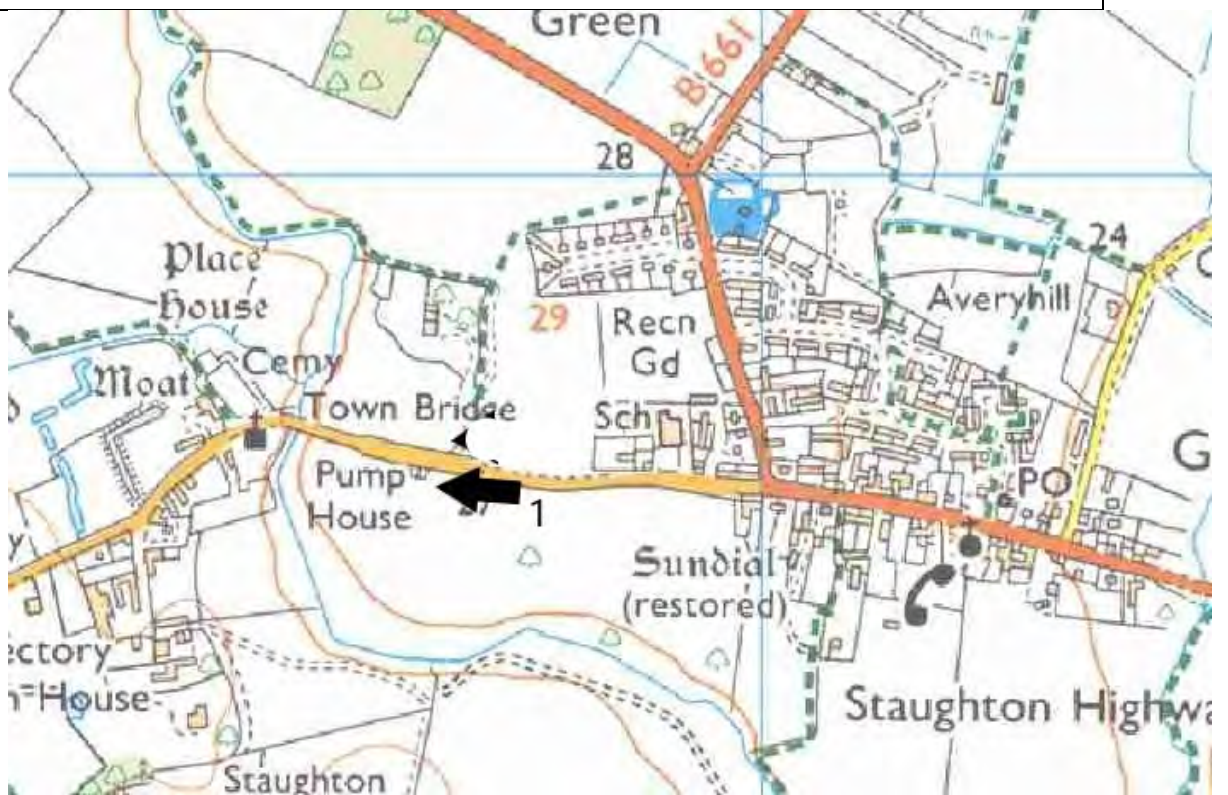 Green
B 661
28
24
Place
House
29
Recn
Gd
Averyhill
Cemy
Moat
Town Bridge
Sch
Pump
House
1
PO
G
Sundial
(restored)
ectory
House
Staughton Highwa
Staughton